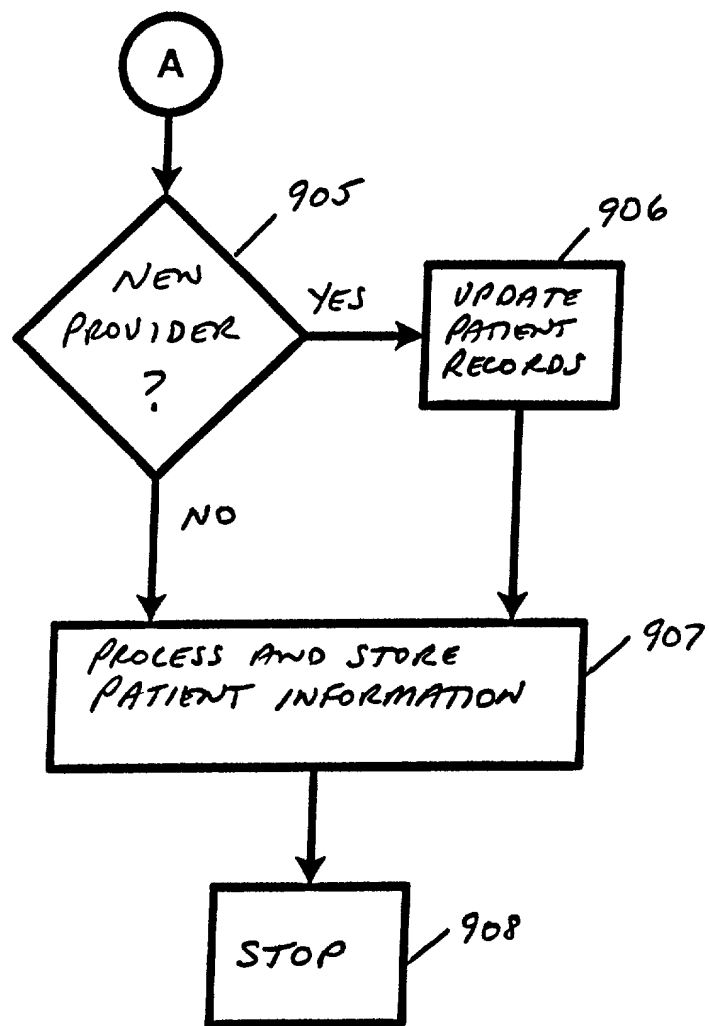 A
905
NEW
PROVIDER
?
YES
906
UPDATE
PATIENT
RECORDS
NO
PROCESS AND STORE
PATIENT INFORMATION
907
STOP
908